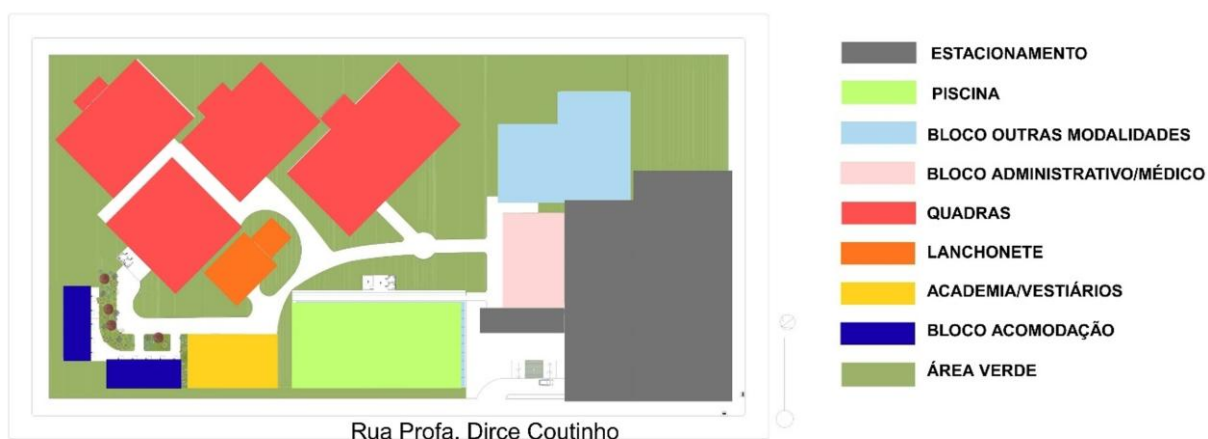 ESTACIONAMENTO
PISCINA
BLOCO OUTRAS MODALIDADES
BLOCO ADMINISTRATIVO/MÉDICO
QUADRAS
LANCHONETE
ACADEMIA/VESTIÁRIOS
BLOCO ACOMODAÇÃO
ÁREA VERDE
Rua Profa. Dirce Coutinho